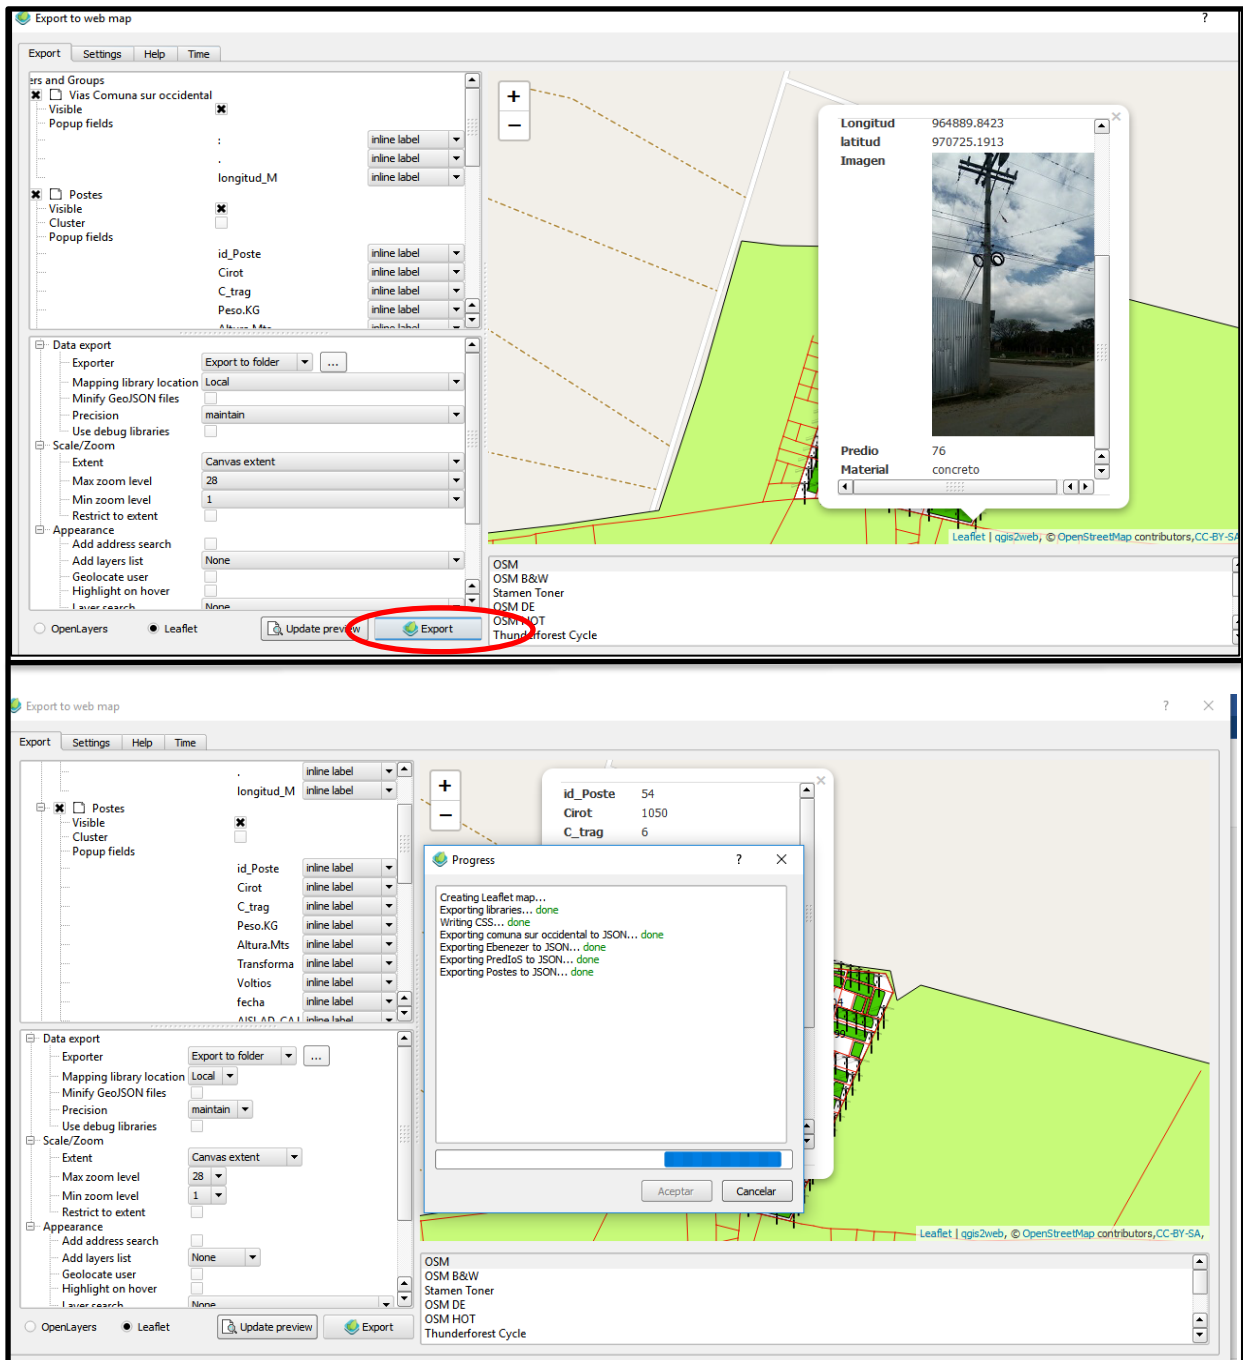 Export to web map
?
Export Settings Help Time
ers and Groups
Vias Comuna sur occidental
Visible
Popup fields
: inline label
. inline label
longitud_M inline label
Postes
Visible
Cluster
Popup fields
id_Poste inline label
Cirot inline label
C_trag inline label
Peso.KG inline label
Altura.Mts inline label
Data export
Exporter Export to folder ...
Mapping library location Local
Minify GeoJSON files
Precision maintain
Use debug libraries
Scale/Zoom
Extent Canvas extent
Max zoom level 28
Min zoom level 1
Restrict to extent
Appearance
Add address search
Add layers list None
Geolocate user
Highlight on hover
Layer search None
OpenLayers Leaflet Update preview Export
+
−
Longitud 964889.8423
latitud 970725.1913
Imagen
Predio 76
Material concreto
Leaflet | qgis2web, © OpenStreetMap contributors,CC-BY-SA
OSM
OSM B&W
Stamen Toner
OSM DE
OSM HOT
Thunderforest Cycle
Export to web map
? ×
Export Settings Help Time
. inline label
longitud_M inline label
Postes
Visible
Cluster
Popup fields
id_Poste inline label
Cirot inline label
C_trag inline label
Peso.KG inline label
Altura.Mts inline label
Transforma inline label
Voltios inline label
fecha inline label
AISLAD_CAJ inline label
Data export
Exporter Export to folder ...
Mapping library location Local
Minify GeoJSON files
Precision maintain
Use debug libraries
Scale/Zoom
Extent Canvas extent
Max zoom level 28
Min zoom level 1
Restrict to extent
Appearance
Add address search
Add layers list None
Geolocate user
Highlight on hover
Layer search None
OpenLayers Leaflet Update preview Export
+
−
id_Poste 54
Cirot 1050
C_trag 6
Progress ? ×
Creating Leaflet map...
Exporting libraries... done
Writing CSS... done
Exporting comuna sur occidental to JSON... done
Exporting Ebenezer to JSON... done
Exporting PredIoS to JSON... done
Exporting Postes to JSON... done
Aceptar Cancelar
Leaflet | qgis2web, © OpenStreetMap contributors,CC-BY-SA,
OSM
OSM B&W
Stamen Toner
OSM DE
OSM HOT
Thunderforest Cycle